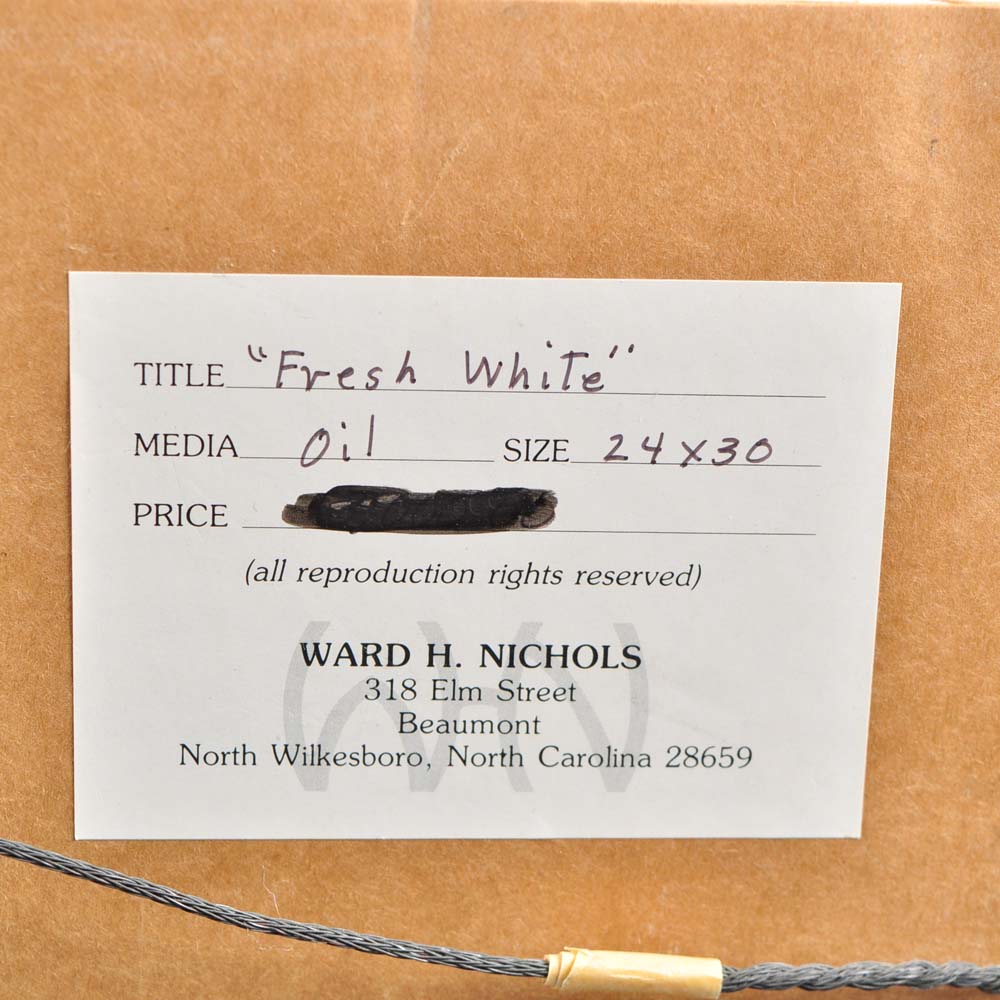 TITLE "Fresh White"
MEDIA Oil SIZE 24x30
PRICE
(all reproduction rights reserved)
WHN
WARD H. NICHOLS
318 Elm Street
Beaumont
North Wilkesboro, North Carolina 28659